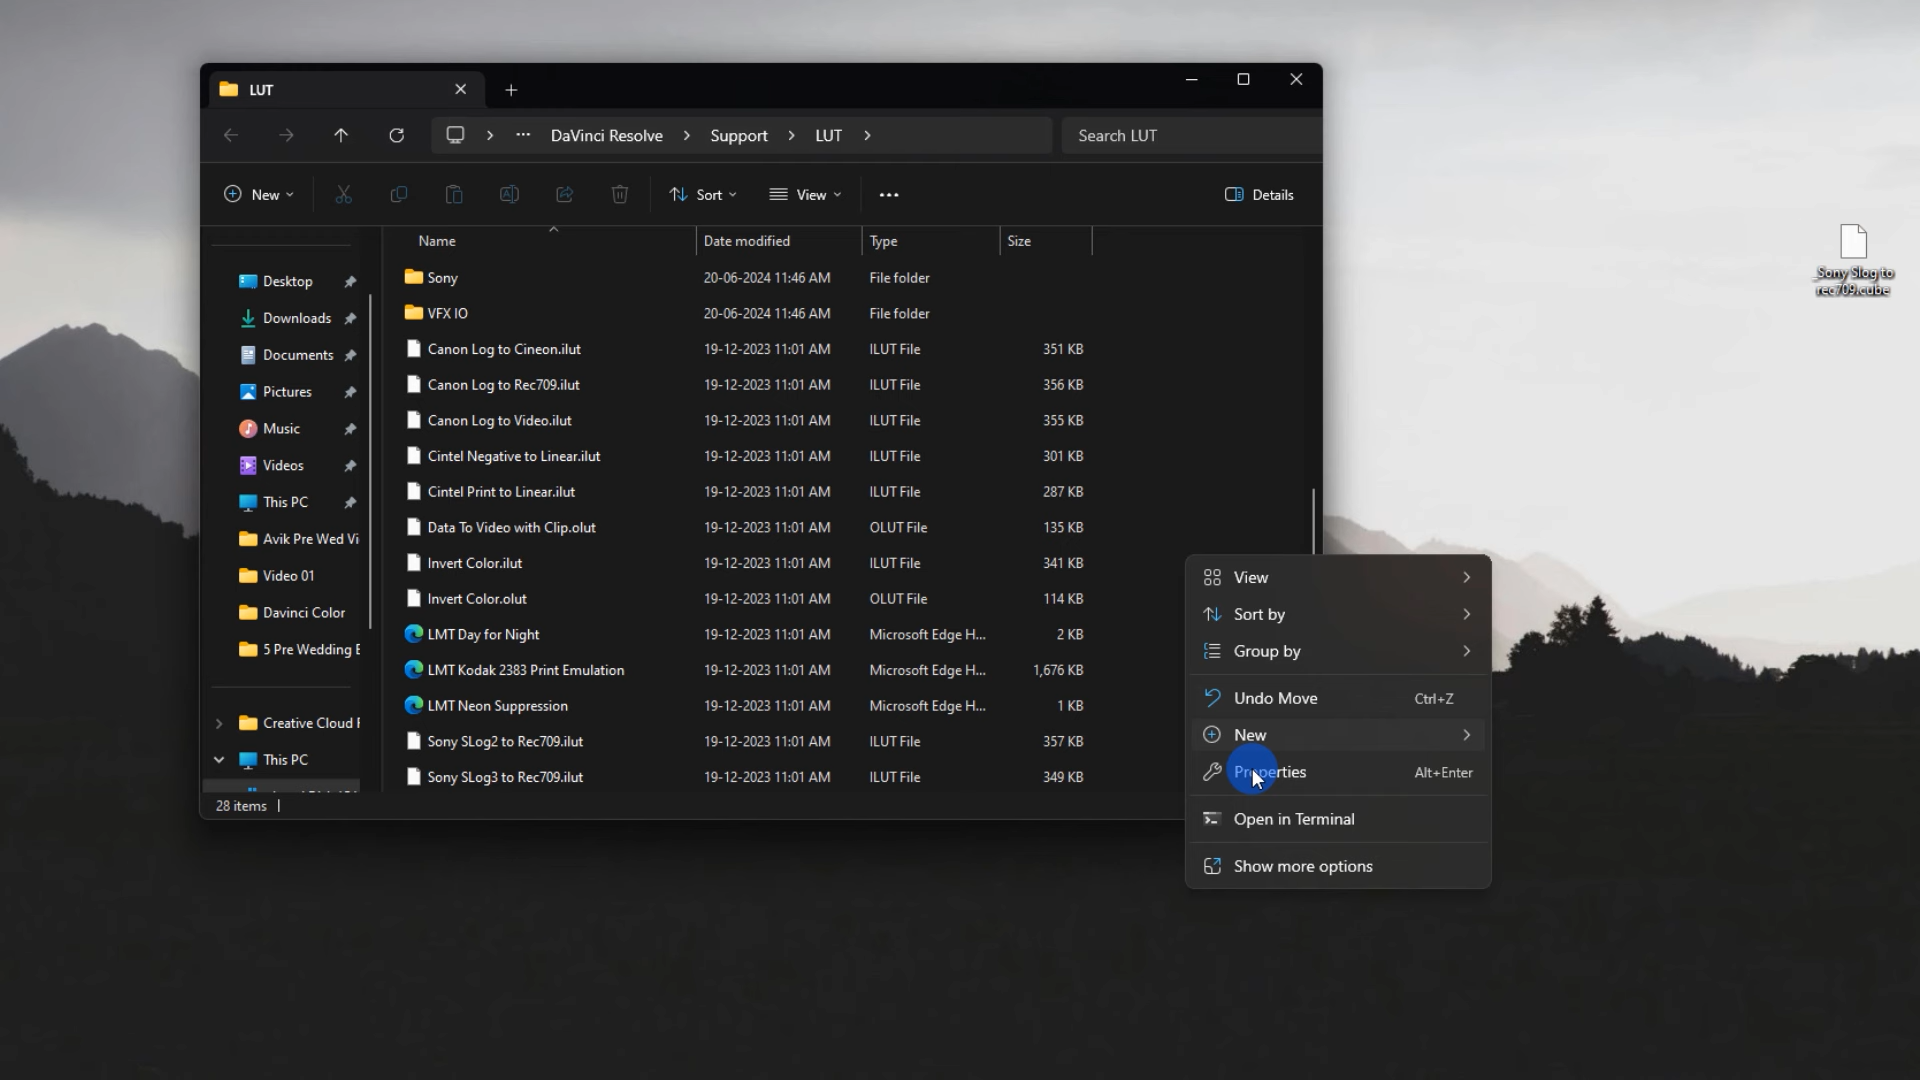 LUT
DaVinci Resolve
Support
LUT
Search LUT
New
Sort
View
Details
Name
Date modified
Type
Size
Desktop
Downloads
Documents
Pictures
Music
Videos
This PC
Avik Pre Wed Vi
Video 01
Davinci Color
5 Pre Wedding E
Creative Cloud F
This PC
Sony 20-06-2024 11:46 AM File folder
VFX IO 20-06-2024 11:46 AM File folder
Canon Log to Cineon.ilut 19-12-2023 11:01 AM ILUT File 351 KB
Canon Log to Rec709.ilut 19-12-2023 11:01 AM ILUT File 356 KB
Canon Log to Video.ilut 19-12-2023 11:01 AM ILUT File 355 KB
Cintel Negative to Linear.ilut 19-12-2023 11:01 AM ILUT File 301 KB
Cintel Print to Linear.ilut 19-12-2023 11:01 AM ILUT File 287 KB
Data To Video with Clip.olut 19-12-2023 11:01 AM OLUT File 135 KB
Invert Color.ilut 19-12-2023 11:01 AM ILUT File 341 KB
Invert Color.olut 19-12-2023 11:01 AM OLUT File 114 KB
LMT Day for Night 19-12-2023 11:01 AM Microsoft Edge H... 2 KB
LMT Kodak 2383 Print Emulation 19-12-2023 11:01 AM Microsoft Edge H... 1,676 KB
LMT Neon Suppression 19-12-2023 11:01 AM Microsoft Edge H... 1 KB
Sony SLog2 to Rec709.ilut 19-12-2023 11:01 AM ILUT File 357 KB
Sony SLog3 to Rec709.ilut 19-12-2023 11:01 AM ILUT File 349 KB
28 items
View
Sort by
Group by
Undo Move Ctrl+Z
New
Properties Alt+Enter
Open in Terminal
Show more options
_Sony Slog to
rec709.cube